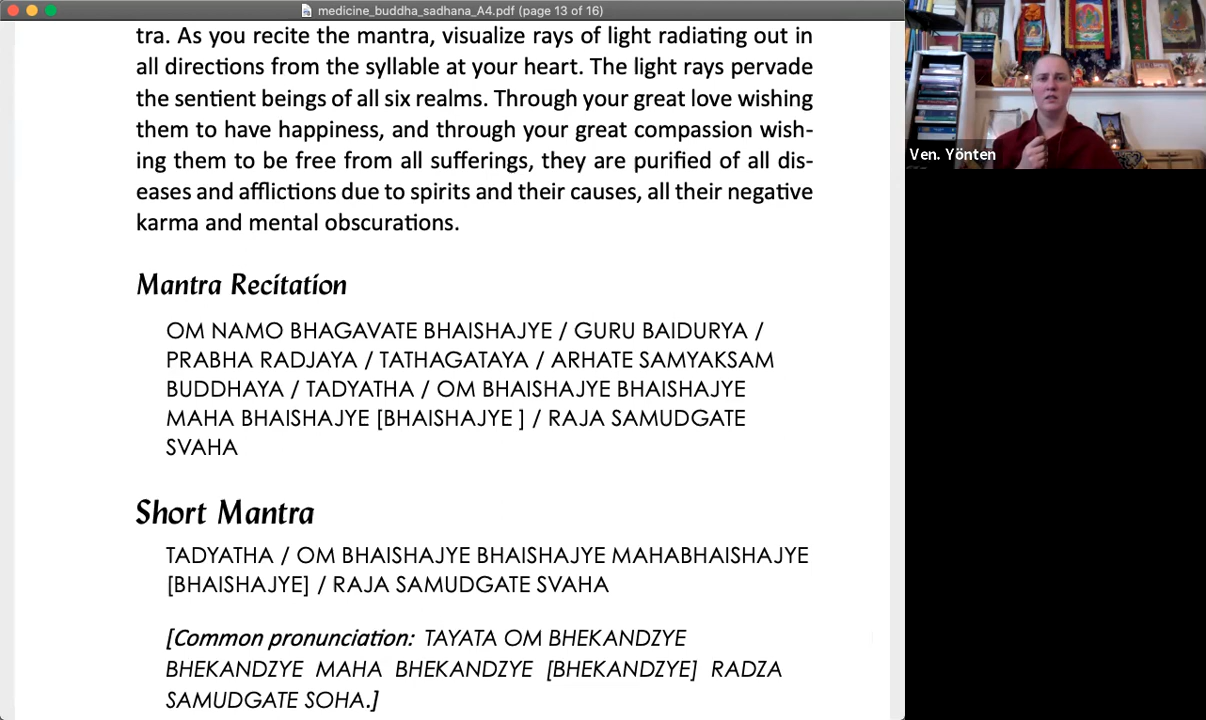 medicine_buddha_sadhana_A4.pdf (page 13 of 16)
tra. As you recite the mantra, visualize rays of light radiating out in
all directions from the syllable at your heart. The light rays pervade
the sentient beings of all six realms. Through your great love wishing
them to have happiness, and through your great compassion wish-
ing them to be free from all sufferings, they are purified of all dis-
eases and afflictions due to spirits and their causes, all their negative
karma and mental obscurations.
Mantra Recitation
OM NAMO BHAGAVATE BHAISHAJYE / GURU BAIDURYA /
PRABHA RADJAYA / TATHAGATAYA / ARHATE SAMYAKSAM
BUDDHAYA / TADYATHA / OM BHAISHAJYE BHAISHAJYE
MAHA BHAISHAJYE [BHAISHAJYE ] / RAJA SAMUDGATE
SVAHA
Short Mantra
TADYATHA / OM BHAISHAJYE BHAISHAJYE MAHABHAISHAJYE
[BHAISHAJYE] / RAJA SAMUDGATE SVAHA
[Common pronunciation: TAYATA OM BHEKANDZYE
BHEKANDZYE MAHA BHEKANDZYE [BHEKANDZYE] RADZA
SAMUDGATE SOHA.]
Ven. Yönten